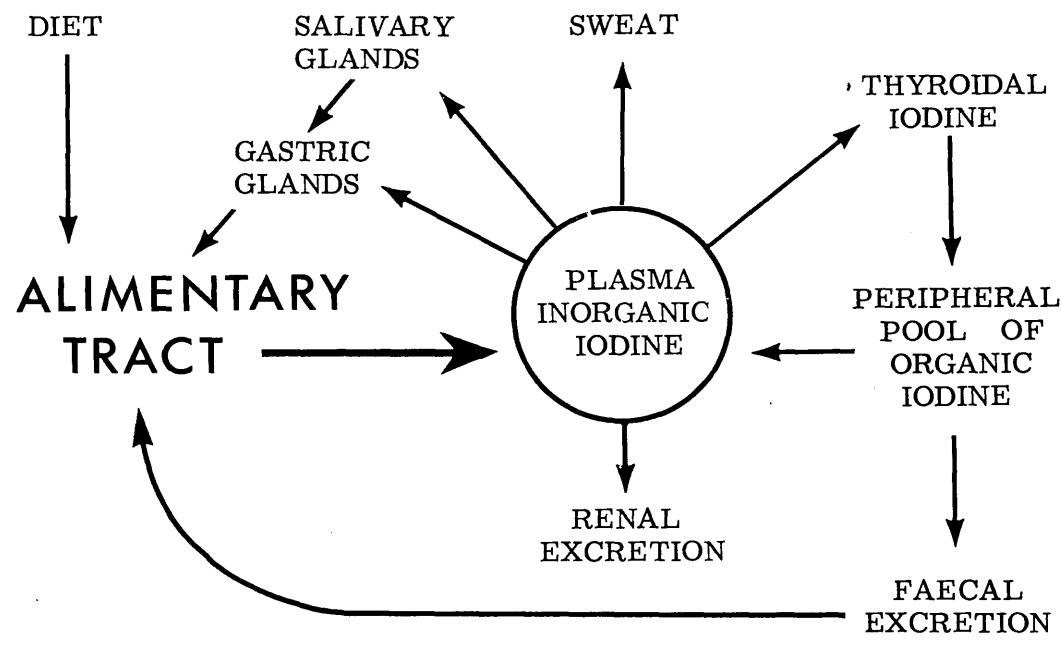 DIET
SALIVARY
GLANDS
SWEAT
THYROIDAL
IODINE
GASTRIC
GLANDS
ALIMENTARY
TRACT
PLASMA
INORGANIC
IODINE
PERIPHERAL
POOL OF
ORGANIC
IODINE
RENAL
EXCRETION
FAECAL
EXCRETION